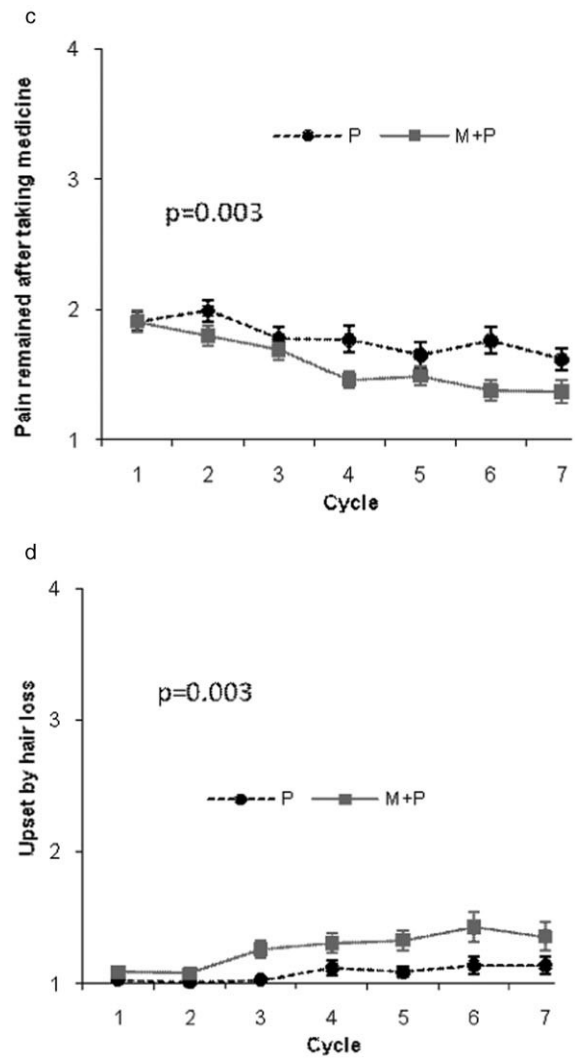 c
4
P M+P
3
p=0.003
2
1
Pain remained after taking medicine
1 2 3 4 5 6 7
Cycle
d
4
p=0.003
3
P M+P
2
1
Upset by hair loss
1 2 3 4 5 6 7
Cycle